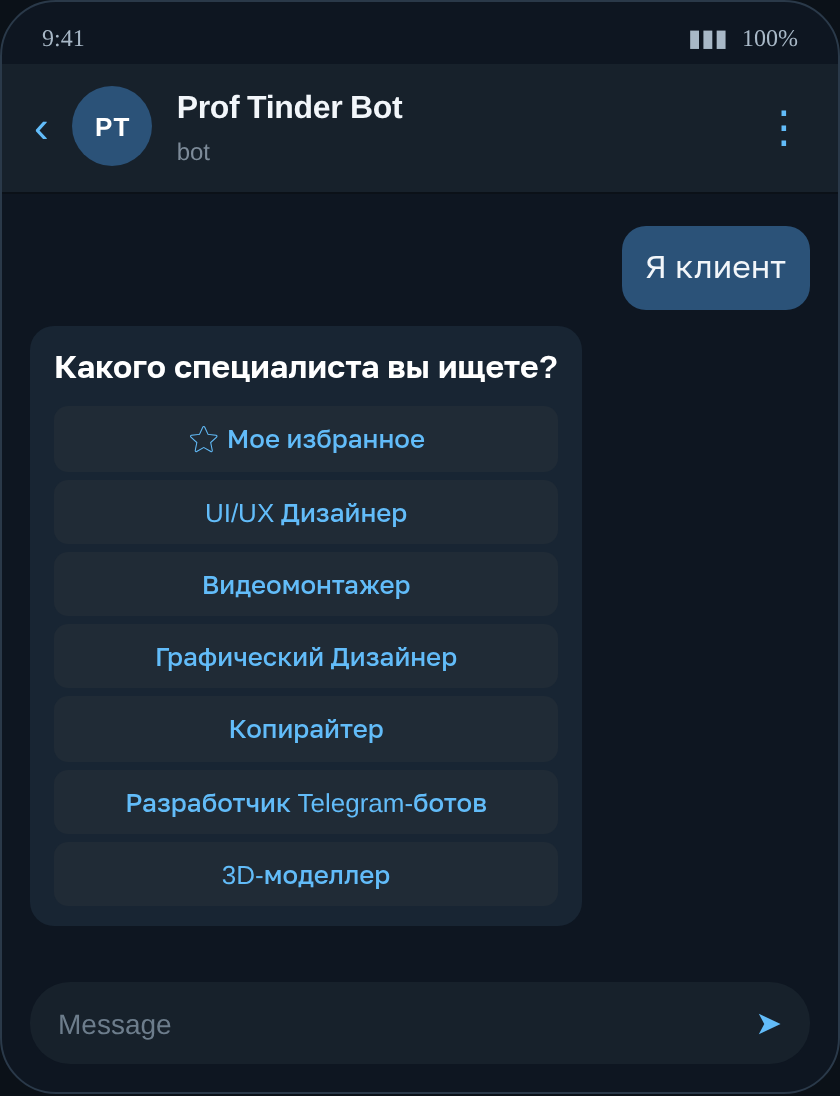 9:41 100%
PT
Prof Tinder Bot
bot
Я клиент
Какого специалиста вы ищете?
Мое избранное
UI/UX Дизайнер
Видеомонтажер
Графический Дизайнер
Копирайтер
Разработчик Telegram-ботов
3D-моделлер
Message